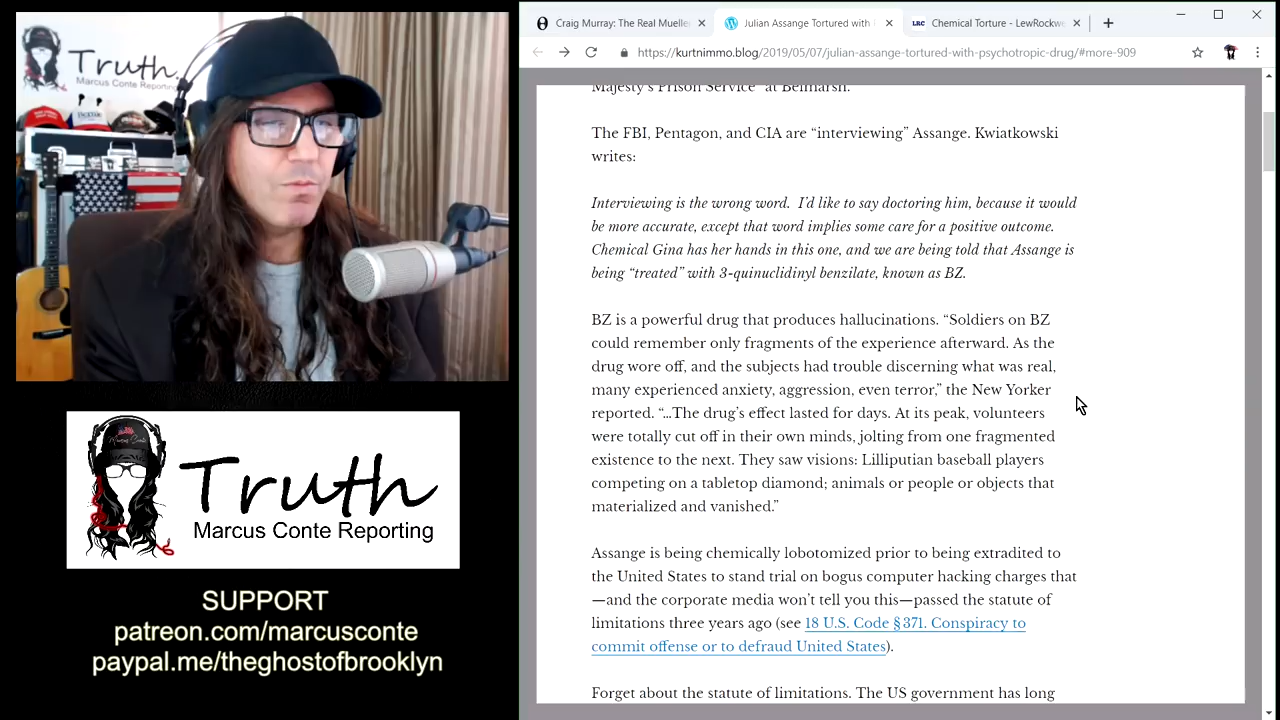 Truth
Marcus Conte Reporting
Truth
Marcus Conte Reporting
SUPPORT
patreon.com/marcusconte
paypal.me/theghostofbrooklyn
Craig Murray: The Real Muelle
Julian Assange Tortured with
LRC Chemical Torture - LewRockwe
https://kurtnimmo.blog/2019/05/07/julian-assange-tortured-with-psychotropic-drug/#more-909
Majesty's Prison Service" at Belmarsh.
The FBI, Pentagon, and CIA are “interviewing” Assange. Kwiatkowski
writes:
Interviewing is the wrong word.  I’d like to say doctoring him, because it would
be more accurate, except that word implies some care for a positive outcome.
Chemical Gina has her hands in this one, and we are being told that Assange is
being “treated” with 3-quinuclidinyl benzilate, known as BZ.
BZ is a powerful drug that produces hallucinations. “Soldiers on BZ
could remember only fragments of the experience afterward. As the
drug wore off, and the subjects had trouble discerning what was real,
many experienced anxiety, aggression, even terror,” the New Yorker
reported. “…The drug’s effect lasted for days. At its peak, volunteers
were totally cut off in their own minds, jolting from one fragmented
existence to the next. They saw visions: Lilliputian baseball players
competing on a tabletop diamond; animals or people or objects that
materialized and vanished.”
Assange is being chemically lobotomized prior to being extradited to
the United States to stand trial on bogus computer hacking charges that
—and the corporate media won’t tell you this—passed the statute of
limitations three years ago (see 18 U.S. Code § 371. Conspiracy to
commit offense or to defraud United States).
Forget about the statute of limitations. The US government has long